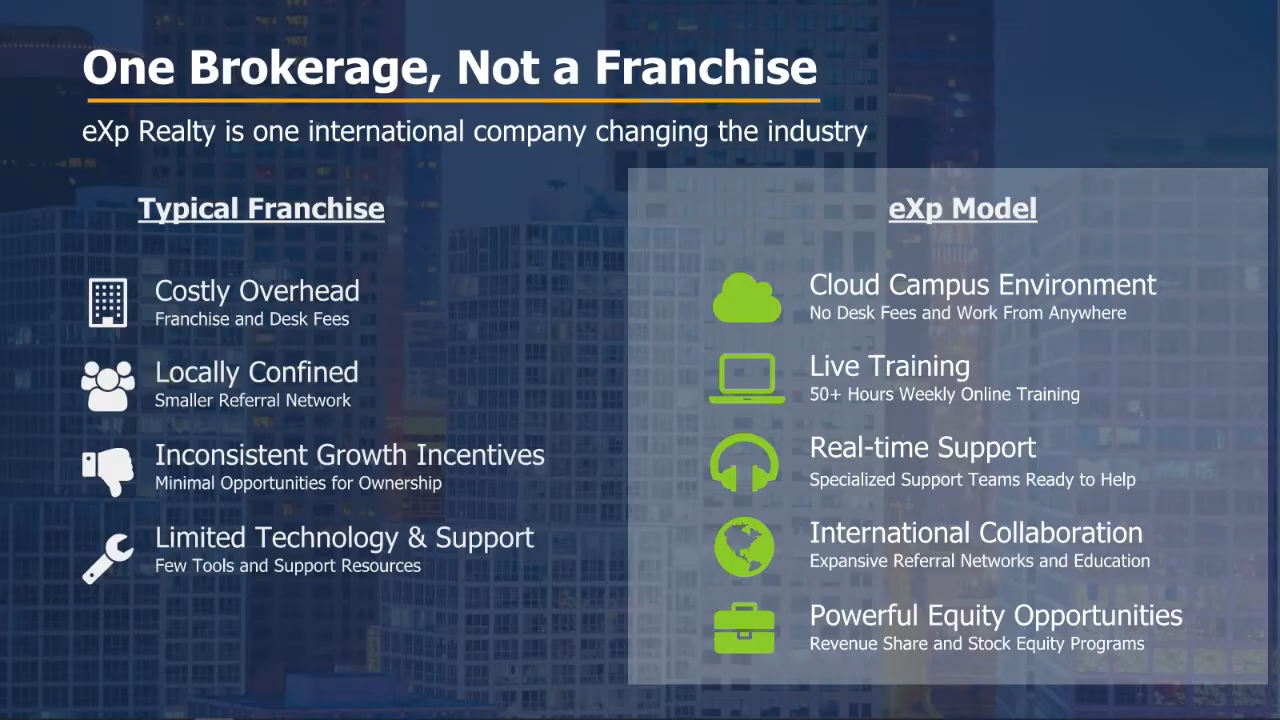 One Brokerage, Not a Franchise
eXp Realty is one international company changing the industry
Typical Franchise
Costly Overhead
Franchise and Desk Fees
Locally Confined
Smaller Referral Network
Inconsistent Growth Incentives
Minimal Opportunities for Ownership
Limited Technology & Support
Few Tools and Support Resources
eXp Model
Cloud Campus Environment
No Desk Fees and Work From Anywhere
Live Training
50+ Hours Weekly Online Training
Real-time Support
Specialized Support Teams Ready to Help
International Collaboration
Expansive Referral Networks and Education
Powerful Equity Opportunities
Revenue Share and Stock Equity Programs